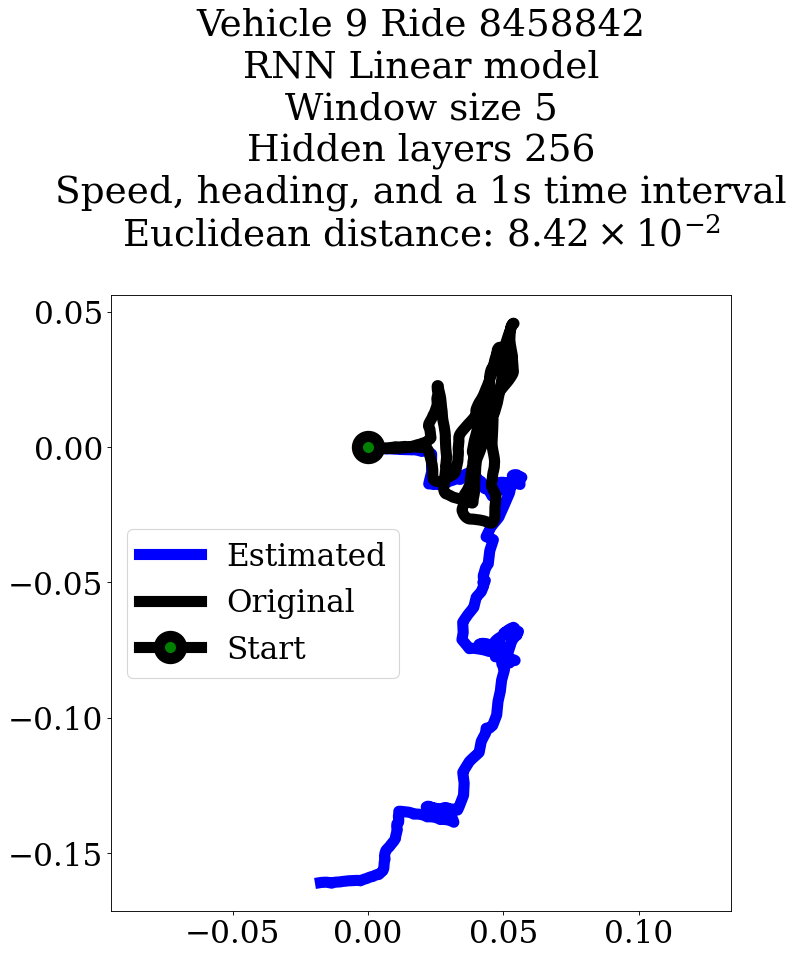 Vehicle 9 Ride 8458842
RNN Linear model
Window size 5
Hidden layers 256
Speed, heading, and a 1s time interval
Euclidean distance: 8.42 × 10⁻²
0.05
0.00
−0.05
−0.10
−0.15
Estimated
Original
Start
−0.05 0.00 0.05 0.10